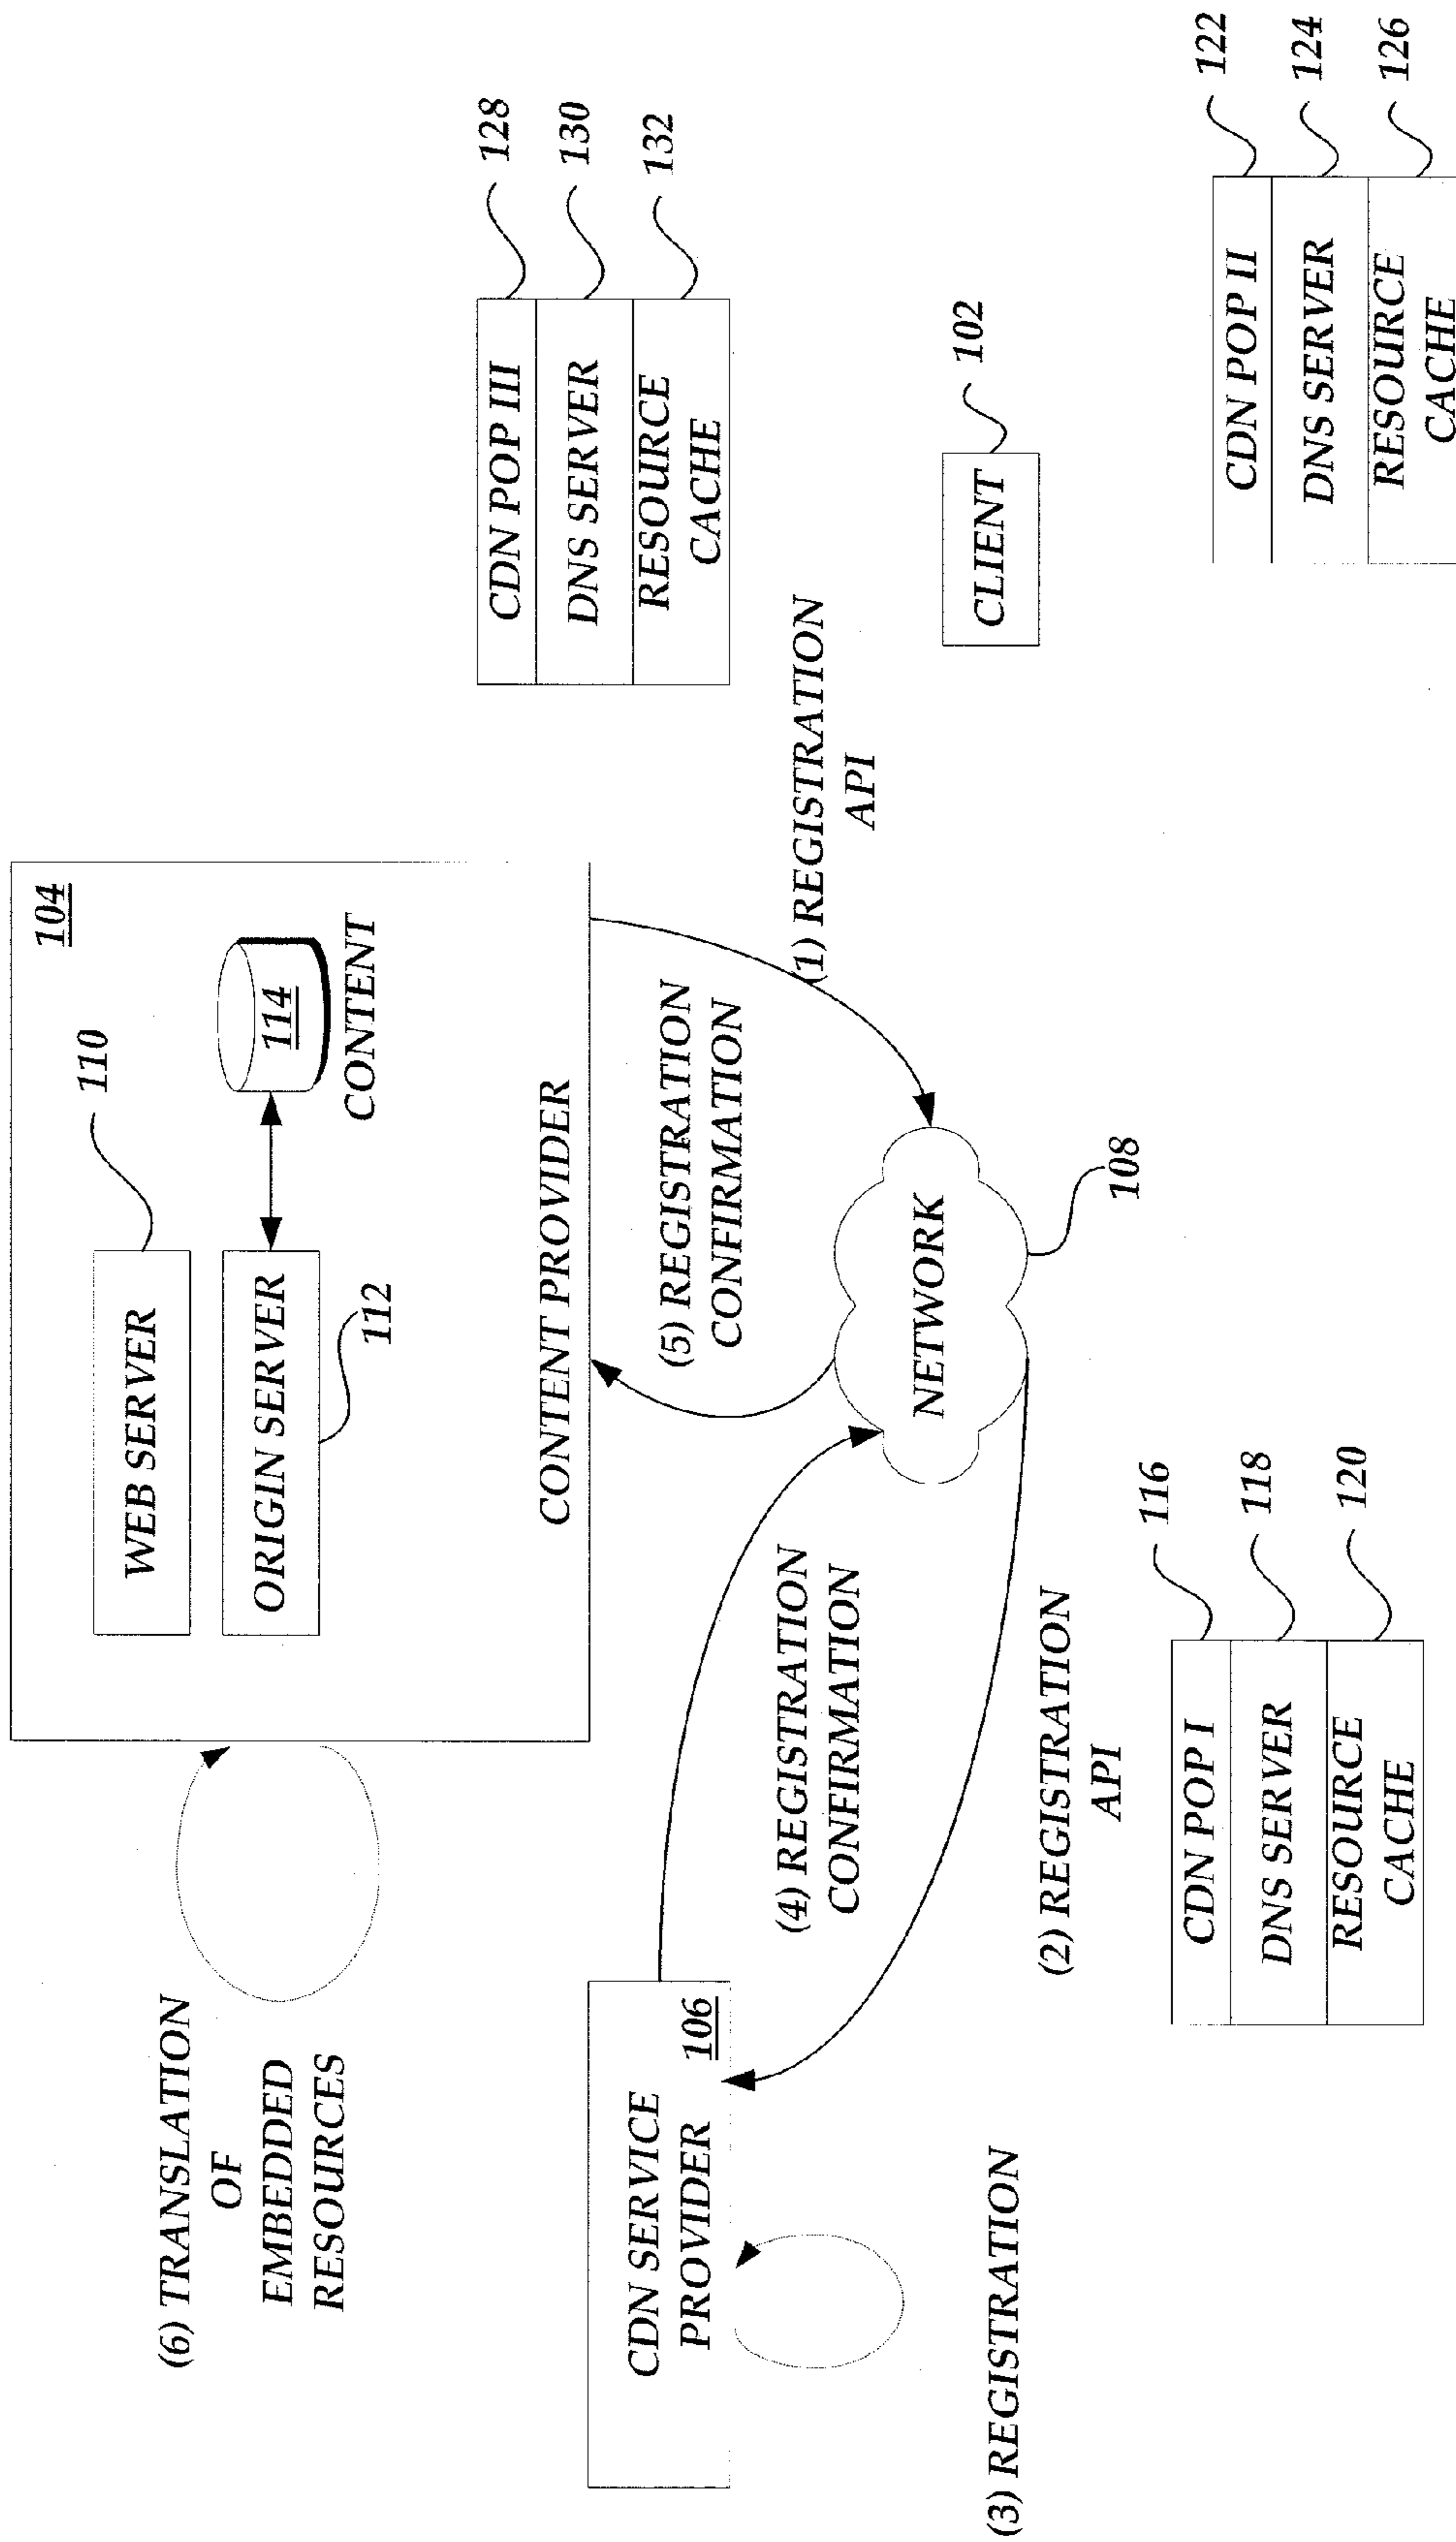 (6) TRANSLATION
OF
EMBEDDED
RESOURCES
104
WEB SERVER
110
ORIGIN SERVER
112
114
CONTENT
CONTENT PROVIDER
CDN SERVICE
PROVIDER
106
(3) REGISTRATION
(4) REGISTRATION
CONFIRMATION
(5) REGISTRATION
CONFIRMATION
(1) REGISTRATION
API
(2) REGISTRATION
API
NETWORK
108
CDN POP III
128
DNS SERVER
130
RESOURCE
CACHE
132
CLIENT
102
CDN POP I
116
DNS SERVER
118
RESOURCE
CACHE
120
CDN POP II
122
DNS SERVER
124
RESOURCE
CACHE
126